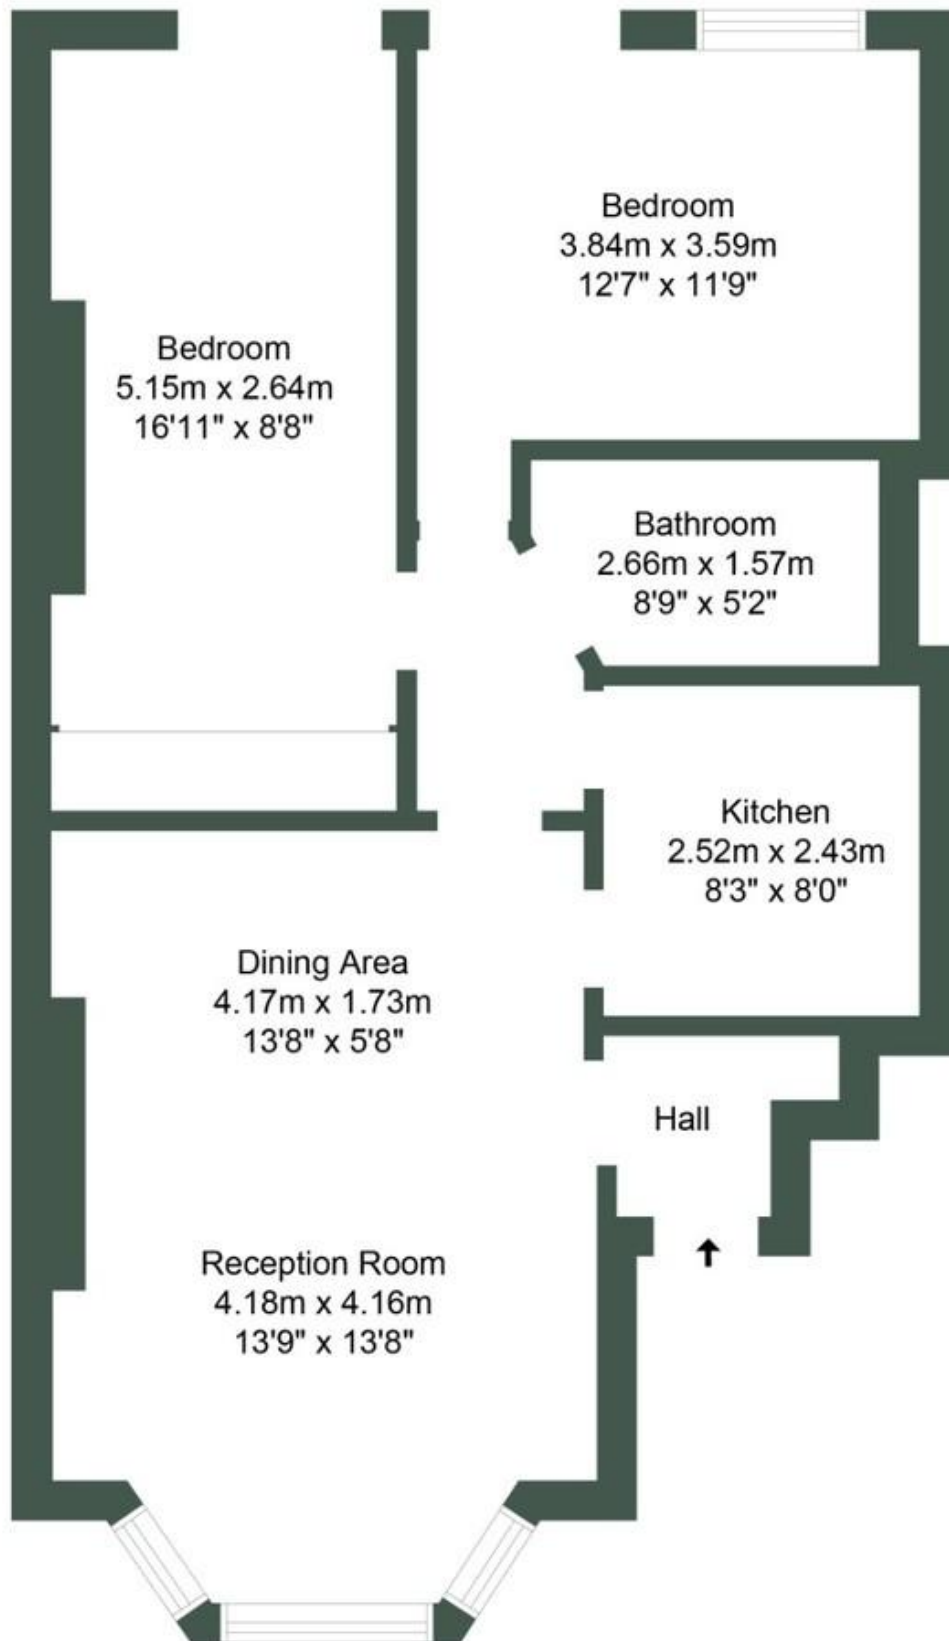 Bedroom
3.84m x 3.59m
12'7" x 11'9"
Bedroom
5.15m x 2.64m
16'11" x 8'8"
Bathroom
2.66m x 1.57m
8'9" x 5'2"
Kitchen
2.52m x 2.43m
8'3" x 8'0"
Dining Area
4.17m x 1.73m
13'8" x 5'8"
Hall
Reception Room
4.18m x 4.16m
13'9" x 13'8"